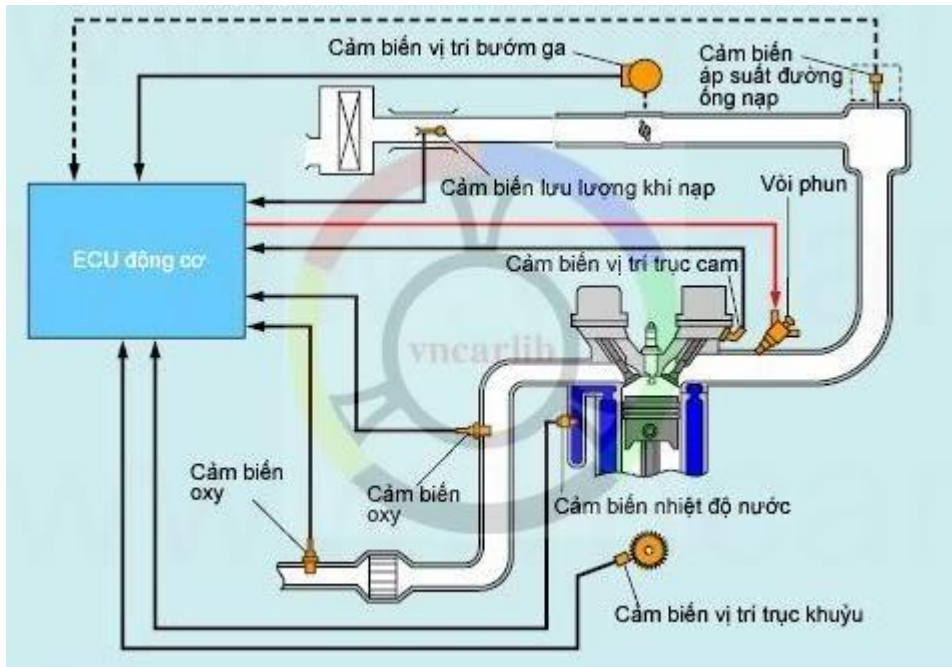 Cảm biến vị trí bướm ga
Cảm biến
áp suất đường
ống nạp
Cảm biến lưu lượng khí nạp
Vòi phun
ECU động cơ
Cảm biến vị trí trục cam
vncarlib
Cảm biến
oxy
Cảm biến
oxy
Cảm biến nhiệt độ nước
Cảm biến vị trí trục khuỷu